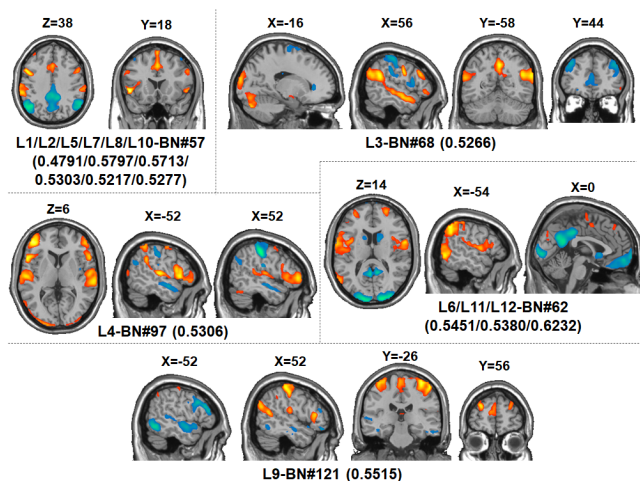 Z=38 Y=18
L1/L2/L5/L7/L8/L10-BN#57
(0.4791/0.5797/0.5713/
0.5303/0.5217/0.5277)
X=-16 X=56 Y=-58 Y=44
L3-BN#68 (0.5266)
Z=6 X=-52 X=52
L4-BN#97 (0.5306)
Z=14 X=-54 X=0
L6/L11/L12-BN#62
(0.5451/0.5380/0.6232)
X=-52 X=52 Y=-26 Y=56
L9-BN#121 (0.5515)